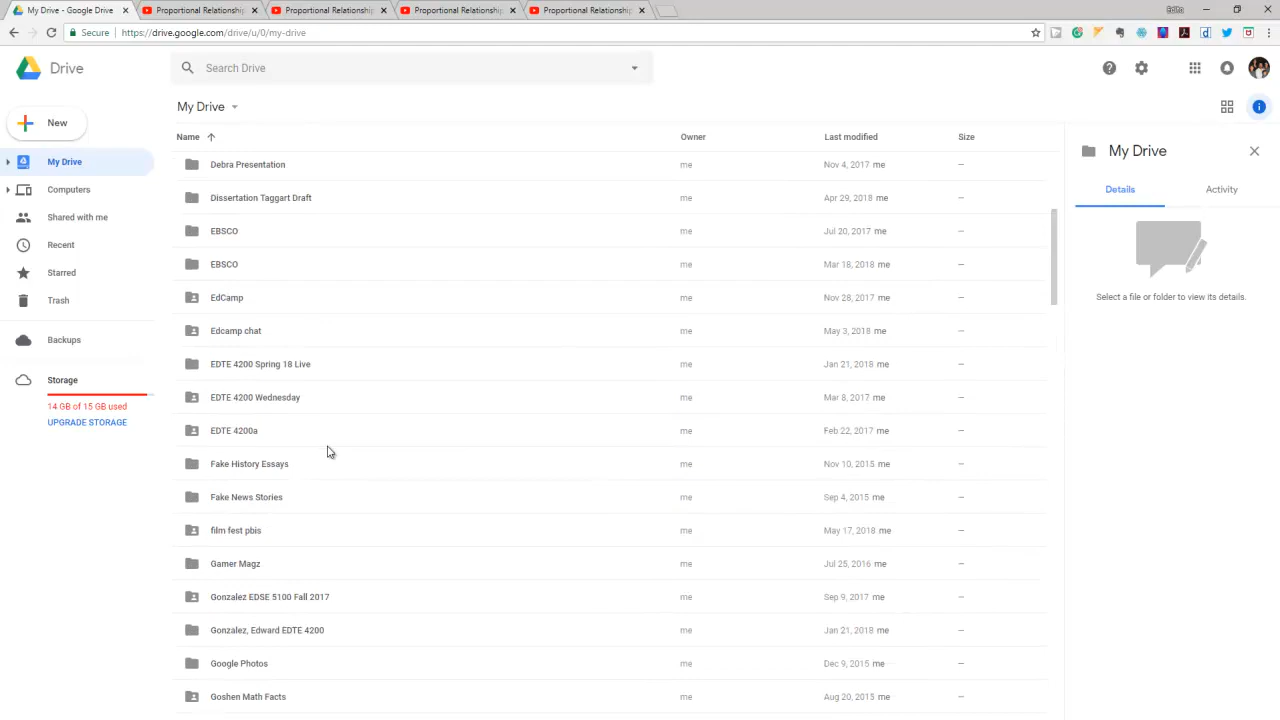 My Drive - Google Drive
Proportional Relationship
Proportional Relationship
Proportional Relationship
Proportional Relationship
Secure
https://drive.google.com/drive/u/0/my-drive
Drive
Search Drive
New
My Drive
Computers
Shared with me
Recent
Starred
Trash
Backups
Storage
14 GB of 15 GB used
UPGRADE STORAGE
My Drive
Name Owner Last modified Size
Debra Presentation me Nov 4, 2017 me —
Dissertation Taggart Draft me Apr 29, 2018 me —
EBSCO me Jul 20, 2017 me —
EBSCO me Mar 18, 2018 me —
EdCamp me Nov 28, 2017 me —
Edcamp chat me May 3, 2018 me —
EDTE 4200 Spring 18 Live me Jan 21, 2018 me —
EDTE 4200 Wednesday me Mar 8, 2017 me —
EDTE 4200a me Feb 22, 2017 me —
Fake History Essays me Nov 10, 2015 me —
Fake News Stories me Sep 4, 2015 me —
film fest pbis me May 17, 2018 me —
Gamer Magz me Jul 25, 2016 me —
Gonzalez EDSE 5100 Fall 2017 me Sep 9, 2017 me —
Gonzalez, Edward EDTE 4200 me Jan 21, 2018 me —
Google Photos me Dec 9, 2015 me —
Goshen Math Facts me Aug 20, 2015 me —
My Drive
Details Activity
Select a file or folder to view its details.